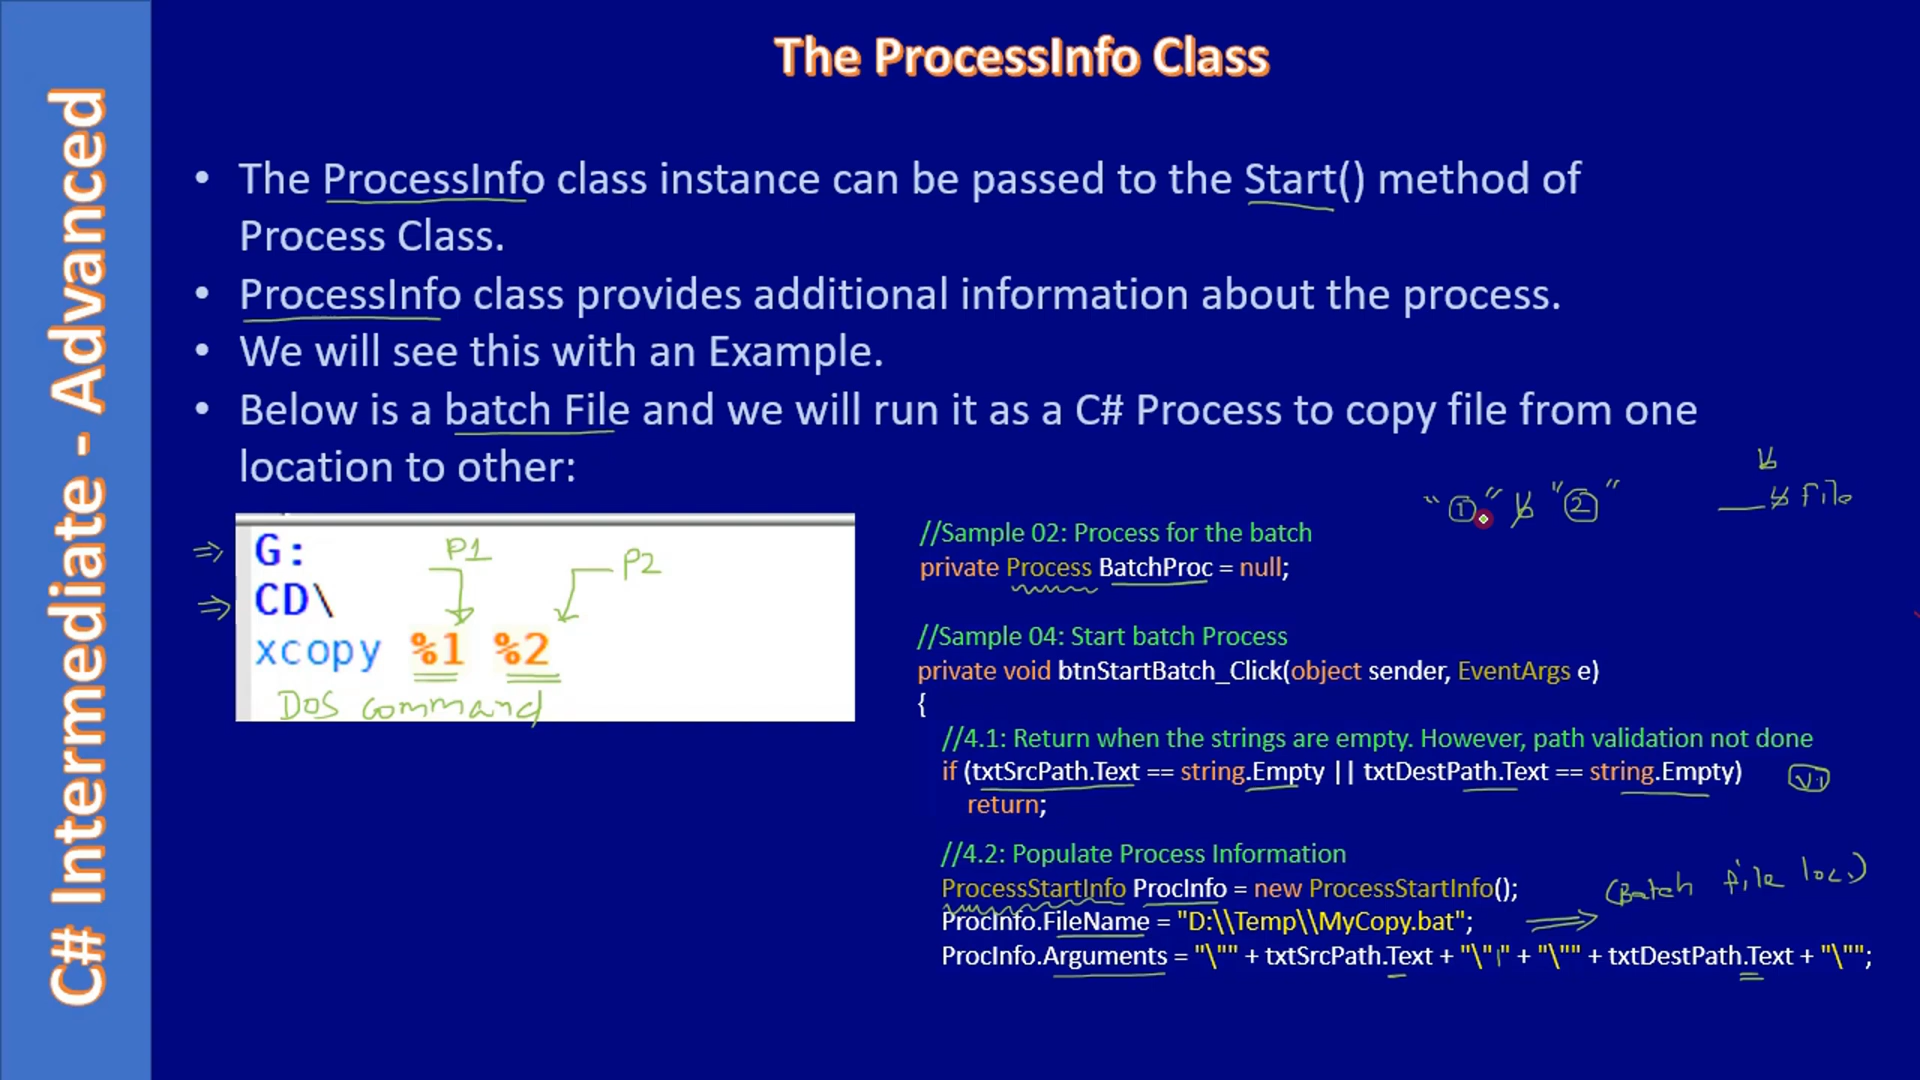 The ProcessInfo Class
C# Intermediate - Advanced
• The ProcessInfo class instance can be passed to the Start() method of
Process Class.
• ProcessInfo class provides additional information about the process.
• We will see this with an Example.
• Below is a batch File and we will run it as a C# Process to copy file from one
location to other:
G:
CD\
xcopy %1 %2
P1
P2
DOS command
"①" "②"
file
//Sample 02: Process for the batch
private Process BatchProc = null;
//Sample 04: Start batch Process
private void btnStartBatch_Click(object sender, EventArgs e)
{
//4.1: Return when the strings are empty. However, path validation not done
if (txtSrcPath.Text == string.Empty || txtDestPath.Text == string.Empty)
return;
//4.2: Populate Process Information
ProcessStartInfo ProcInfo = new ProcessStartInfo();
(Batch file loc)
ProcInfo.FileName = "D:\\Temp\\MyCopy.bat";
ProcInfo.Arguments = "\"" + txtSrcPath.Text + "\" " + "\"" + txtDestPath.Text + "\"";